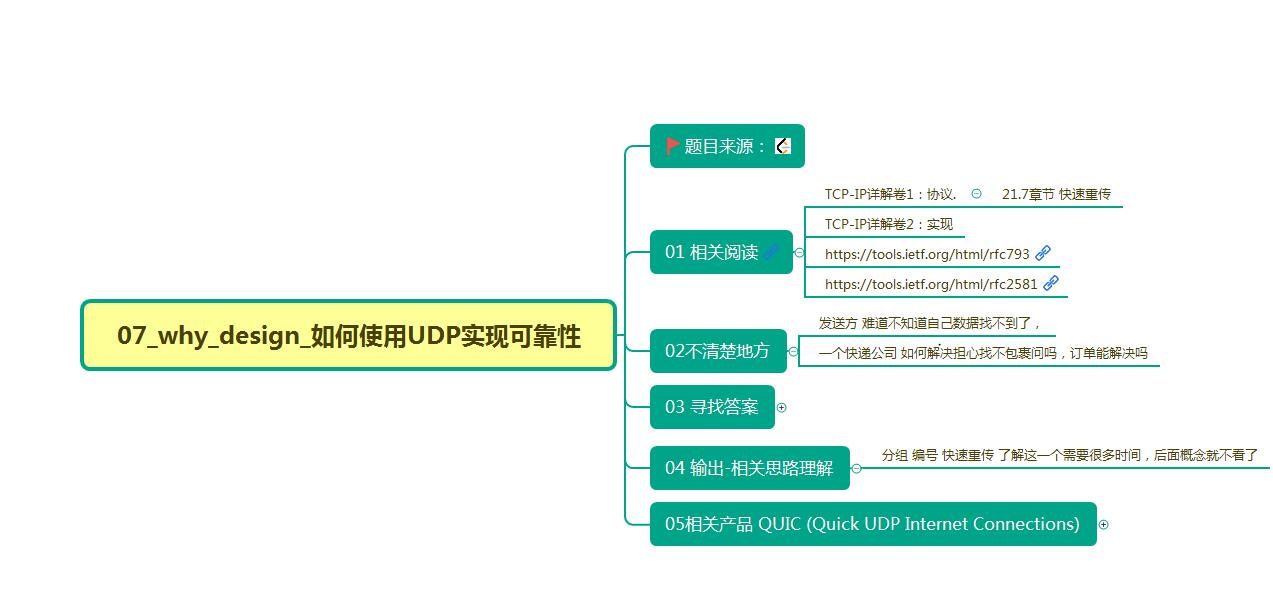 07_why_design_如何使用UDP实现可靠性
题目来源：
01 相关阅读
TCP-IP详解卷1：协议.
21.7章节 快速重传
TCP-IP详解卷2：实现
https://tools.ietf.org/html/rfc793
https://tools.ietf.org/html/rfc2581
02不清楚地方
发送方 难道不知道自己数据找不到了，
一个快递公司 如何解决担心找不包裹问吗，订单能解决吗
03 寻找答案
04 输出-相关思路理解
分组 编号 快速重传 了解这一个需要很多时间，后面概念就不看了
05相关产品 QUIC (Quick UDP Internet Connections)